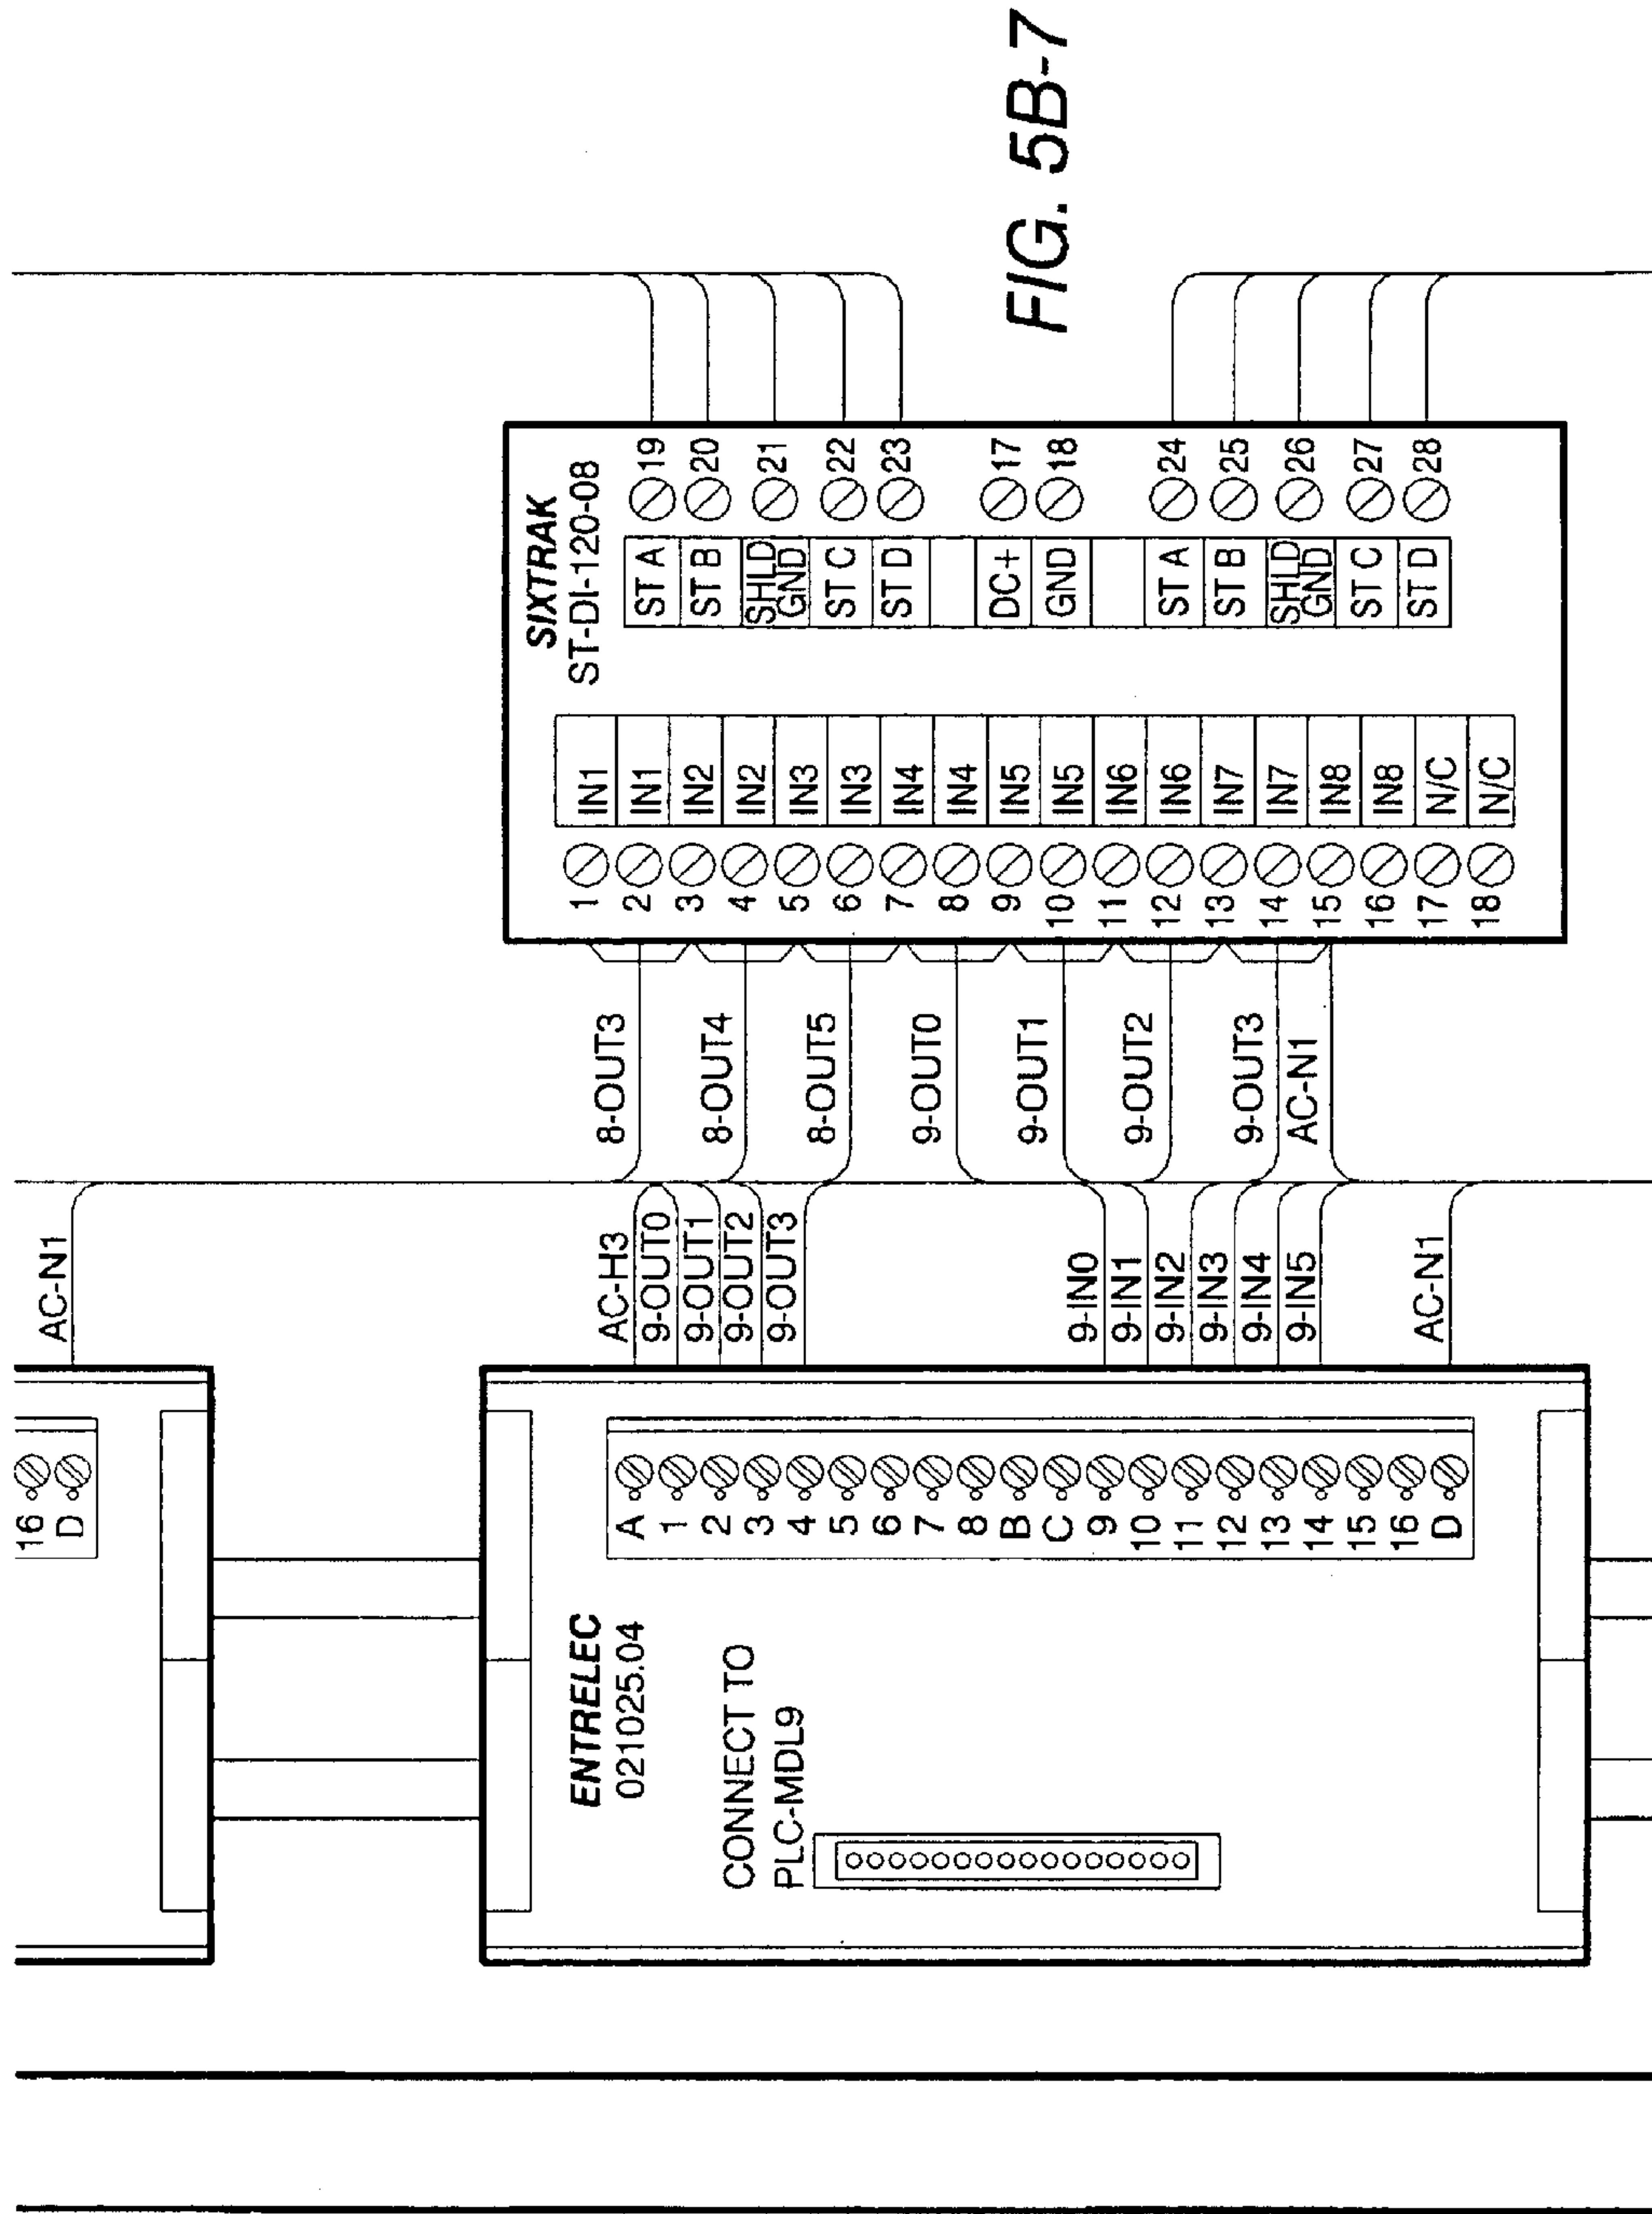 FIG. 5B-7
SIXTRAK
ST-DI-120-08
ST A 19
ST B 20
SHLD GND 21
ST C 22
ST D 23
DC+ 17
GND 18
ST A 24
ST B 25
SHLD GND 26
ST C 27
ST D 28
1 IN1
2 IN1
3 IN2
4 IN2
5 IN3
6 IN3
7 IN4
8 IN4
9 IN5
10 IN5
11 IN6
12 IN6
13 IN7
14 IN7
15 IN8
16 IN8
17 N/C
18 N/C
8-OUT3
8-OUT4
8-OUT5
9-OUT0
9-OUT1
9-OUT2
9-OUT3
AC-N1
AC-N1
AC-H3
9-OUT0
9-OUT1
9-OUT2
9-OUT3
9-IN0
9-IN1
9-IN2
9-IN3
9-IN4
9-IN5
AC-N1
16
D
A
1
2
3
4
5
6
7
8
B
C
9
10
11
12
13
14
15
16
D
ENTRELEC
021025.04
CONNECT TO
PLC-MDL9